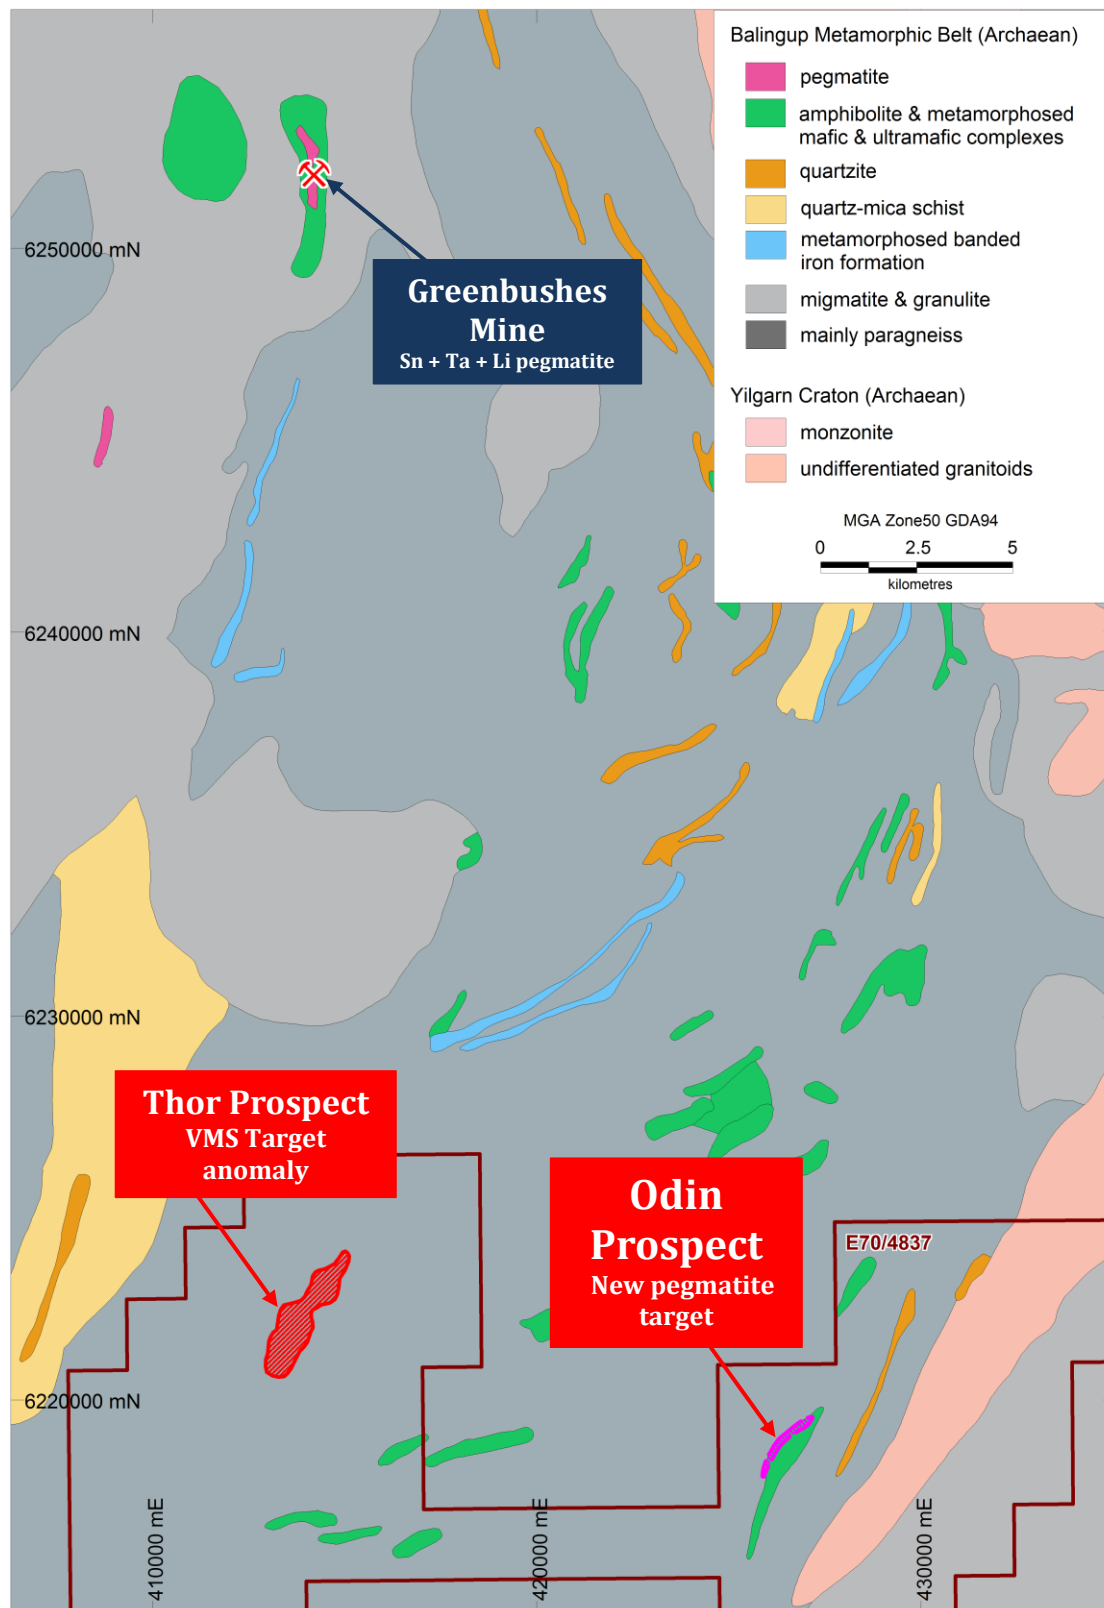 Balingup Metamorphic Belt (Archaean)
pegmatite
amphibolite & metamorphosed
mafic & ultramafic complexes
quartzite
quartz-mica schist
metamorphosed banded
iron formation
migmatite & granulite
mainly paragneiss
Yilgarn Craton (Archaean)
monzonite
undifferentiated granitoids
MGA Zone50 GDA94
0 2.5 5
kilometres
6250000 mN
Greenbushes
Mine
Sn + Ta + Li pegmatite
6240000 mN
6230000 mN
Thor Prospect
VMS Target
anomaly
Odin
Prospect
New pegmatite
target
E70/4837
6220000 mN
410000 mE
420000 mE
430000 mE